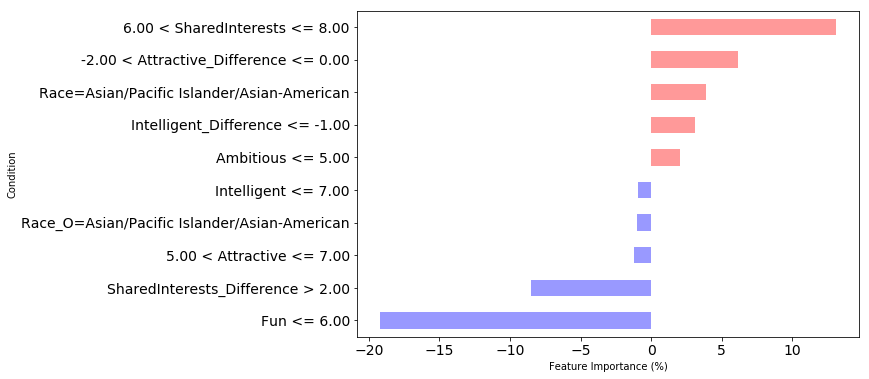 6.00 < SharedInterests <= 8.00
-2.00 < Attractive_Difference <= 0.00
Race=Asian/Pacific Islander/Asian-American
Intelligent_Difference <= -1.00
Ambitious <= 5.00
Intelligent <= 7.00
Race_O=Asian/Pacific Islander/Asian-American
5.00 < Attractive <= 7.00
SharedInterests_Difference > 2.00
Fun <= 6.00
Condition
−20 −15 −10 −5 0 5 10
Feature Importance (%)